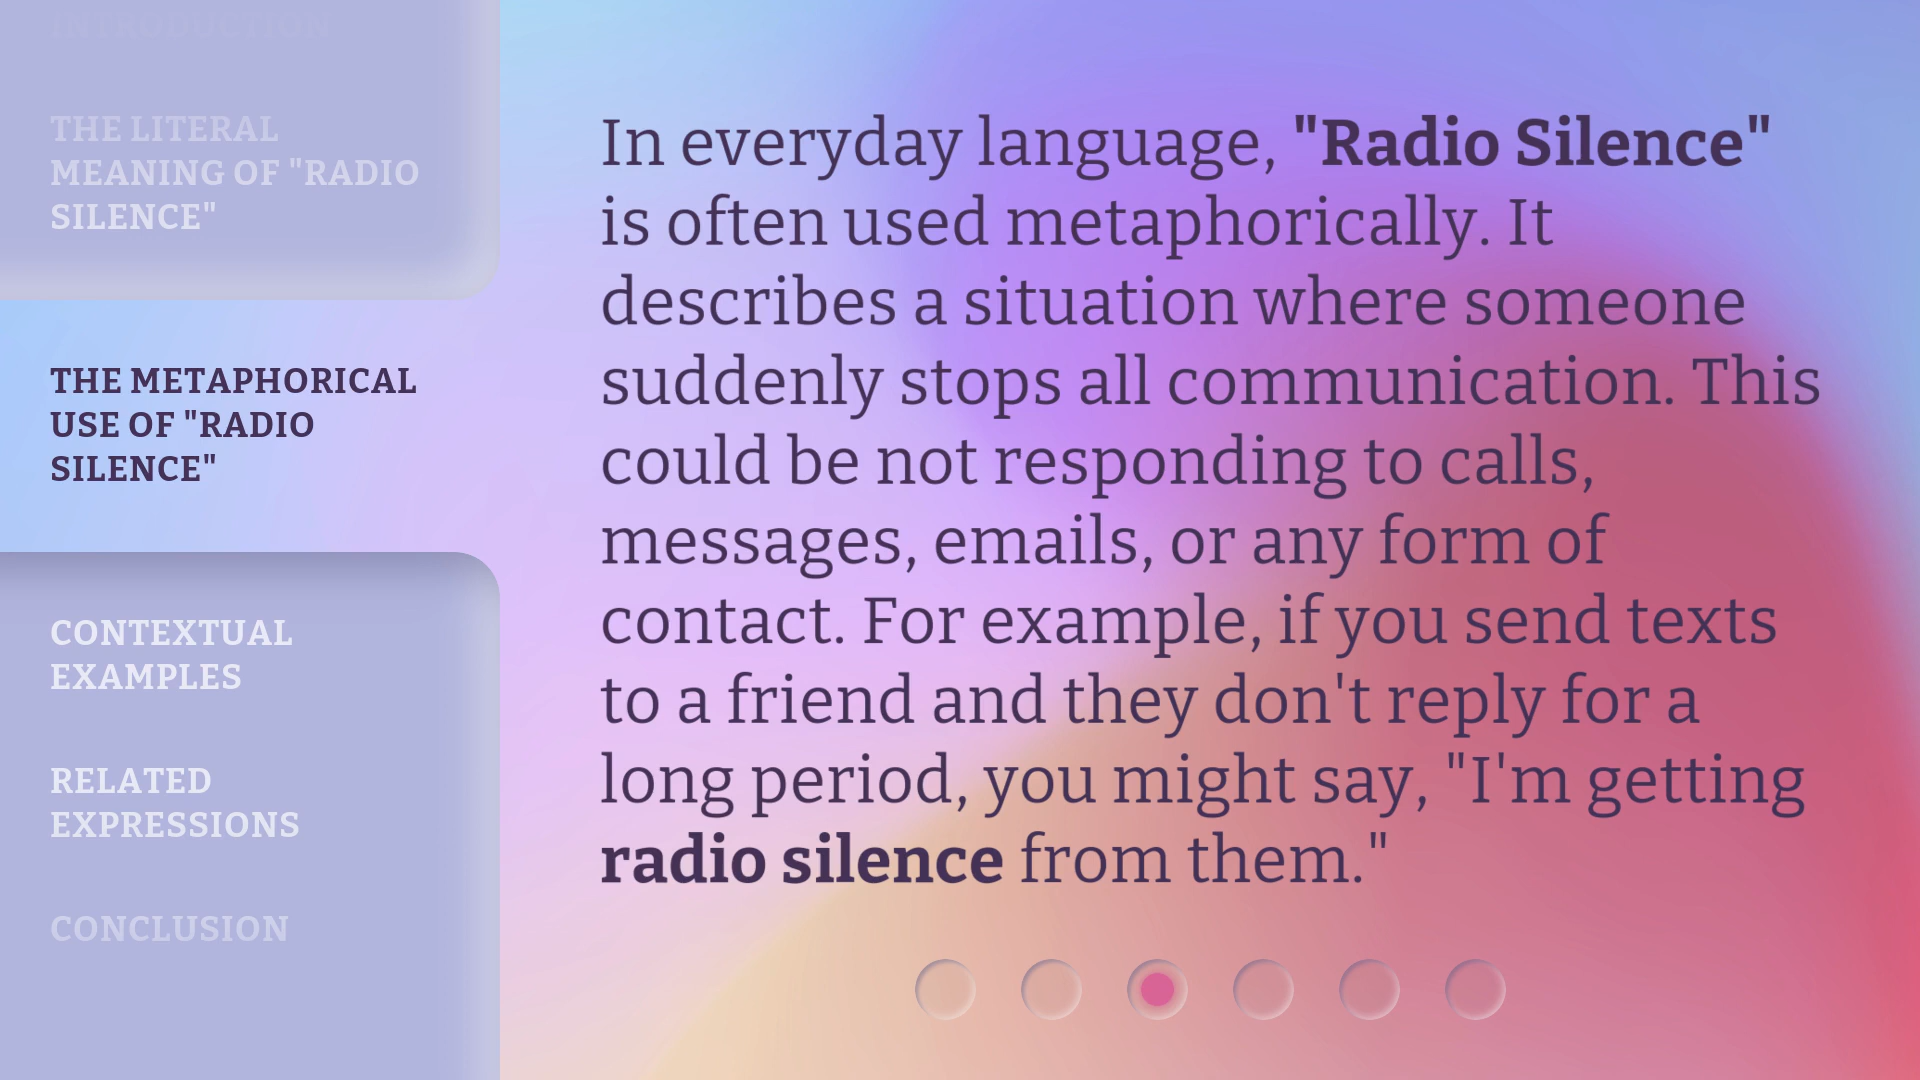 INTRODUCTION
THE LITERAL
MEANING OF "RADIO
SILENCE"
THE METAPHORICAL
USE OF "RADIO
SILENCE"
CONTEXTUAL
EXAMPLES
RELATED
EXPRESSIONS
CONCLUSION
In everyday language, "Radio Silence"
is often used metaphorically. It
describes a situation where someone
suddenly stops all communication. This
could be not responding to calls,
messages, emails, or any form of
contact. For example, if you send texts
to a friend and they don't reply for a
long period, you might say, "I'm getting
radio silence from them."